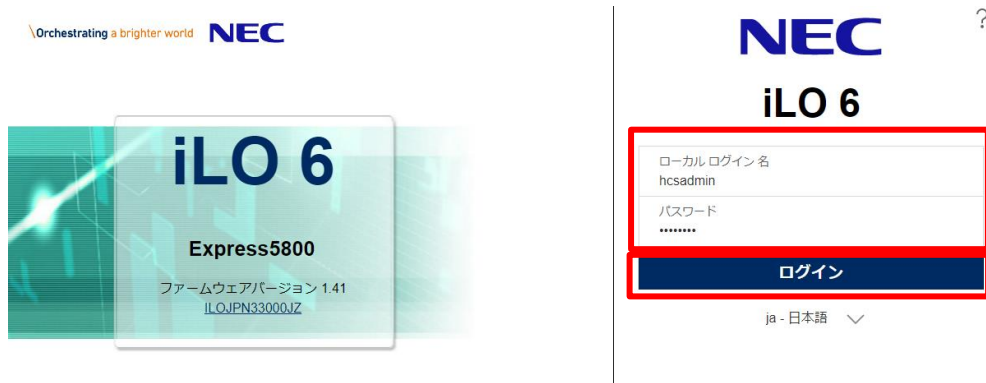 \Orchestrating a brighter world NEC
iLO 6
Express5800
ファームウェアバージョン 1.41
ILOJPN33000JZ
?
NEC
iLO 6
ローカル ログイン 名
hcsadmin
パスワード
••••••••
ログイン
ja - 日本語